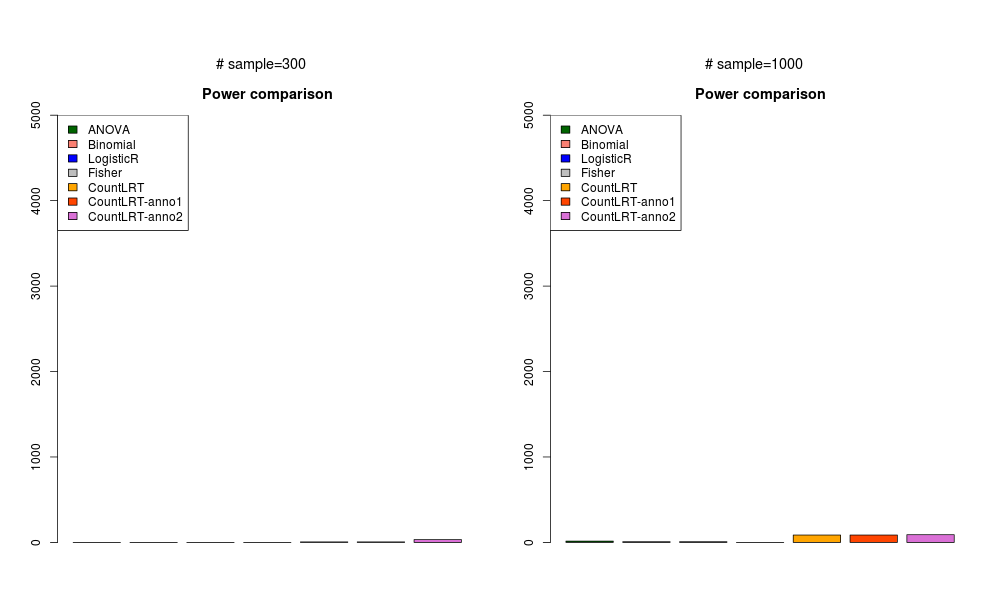 # sample=300
Power comparison
5000
4000
3000
2000
1000
0
ANOVA
Binomial
LogisticR
Fisher
CountLRT
CountLRT-anno1
CountLRT-anno2
# sample=1000
Power comparison
5000
4000
3000
2000
1000
0
ANOVA
Binomial
LogisticR
Fisher
CountLRT
CountLRT-anno1
CountLRT-anno2